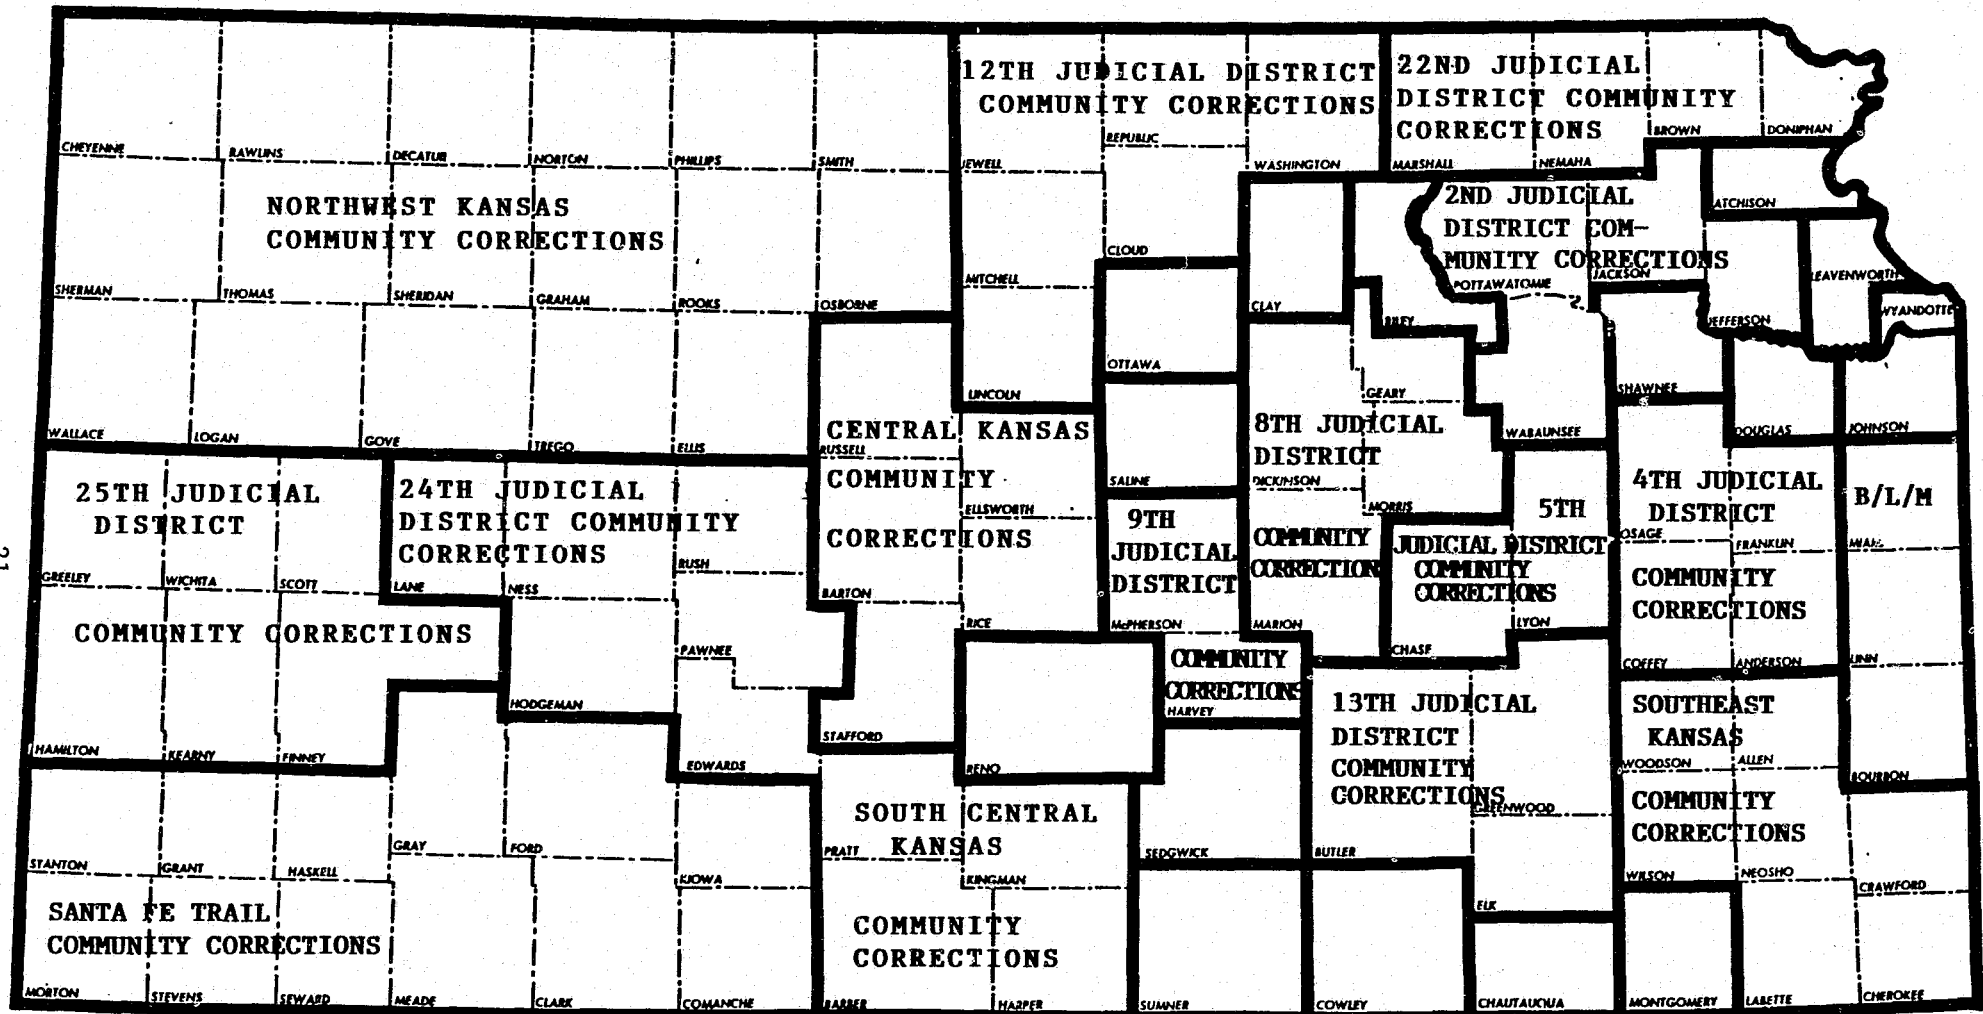 12TH JUDICIAL DISTRICT
COMMUNITY CORRECTIONS
22ND JUDICIAL
DISTRICT COMMUNITY
CORRECTIONS
REPUBLIC
BROWN
DONIPHAN
CHEYENNE
RAWLINS
DECATUR
NORTON
PHILLIPS
SMITH
JEWELL
WASHINGTON
MARSHALL
NEMAHA
NORTHWEST KANSAS
COMMUNITY CORRECTIONS
2ND JUDICIAL
DISTRICT COM-
MUNITY CORRECTIONS
ATCHISON
CLOUD
MITCHELL
JACKSON
LEAVENWORTH
POTTAWATOMIE
SHERMAN
THOMAS
SHERIDAN
GRAHAM
ROOKS
OSBORNE
CLAY
RILEY
JEFFERSON
WYANDOTTE
OTTAWA
LINCOLN
GEARY
SHAWNEE
WALLACE
LOGAN
GOVE
TREGO
ELLIS
RUSSELL
CENTRAL KANSAS
COMMUNITY
CORRECTIONS
8TH JUDICIAL
DISTRICT
WABAUNSEE
DOUGLAS
JOHNSON
25TH JUDICIAL
DISTRICT
24TH JUDICIAL
DISTRICT COMMUNITY
CORRECTIONS
SALINE
DICKINSON
4TH JUDICIAL
DISTRICT
B/L/M
ELLSWORTH
MORRIS
9TH
JUDICIAL
DISTRICT
COMMUNITY
CORRECTION
5TH
JUDICIAL DISTRICT
COMMUNITY
CORRECTIONS
OSAGE
FRANKLIN
MIAMI
RUSH
GREELEY
WICHITA
SCOTT
LANE
NESS
BARTON
COMMUNITY
CORRECTIONS
COMMUNITY CORRECTIONS
RICE
McPHERSON
MARION
LYON
PAWNEE
CHASE
COFFEY
ANDERSON
LINN
COMMUNITY
CORRECTIONS
HODGEMAN
HARVEY
13TH JUDICIAL
DISTRICT
COMMUNITY
CORRECTIONS
SOUTHEAST
KANSAS
STAFFORD
HAMILTON
KEARNY
FINNEY
EDWARDS
RENO
WOODSON
ALLEN
BOURBON
COMMUNITY
CORRECTIONS
SOUTH CENTRAL
KANSAS
GREENWOOD
GRAY
FORD
PRATT
SEDGWICK
BUTLER
STANTON
GRANT
HASKELL
KIOWA
KINGMAN
WILSON
NEOSHO
CRAWFORD
SANTA FE TRAIL
COMMUNITY CORRECTIONS
COMMUNITY
CORRECTIONS
ELK
MORTON
STEVENS
SEWARD
MEADE
CLARK
COMANCHE
BARBER
HARPER
SUMNER
COWLEY
CHAUTAUQUA
MONTGOMERY
LABETTE
CHEROKEE